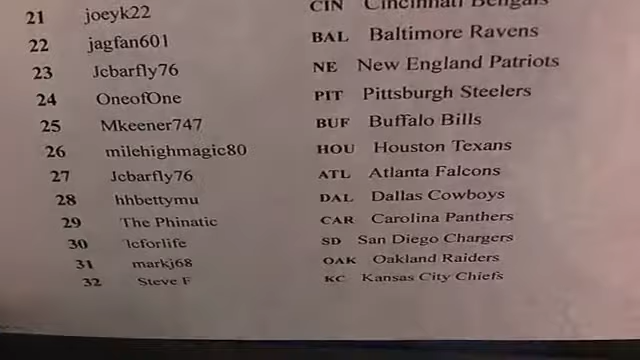 21 joeyk22 CIN Cincinnati Bengals
22 jagfan601 BAL Baltimore Ravens
23 Jcbarfly76 NE New England Patriots
24 OneofOne PIT Pittsburgh Steelers
25 Mkeener747 BUF Buffalo Bills
26 milehighmagic80 HOU Houston Texans
27 Jcbarfly76 ATL Atlanta Falcons
28 hhbettymu DAL Dallas Cowboys
29 The Phinatic CAR Carolina Panthers
30 1cforlife SD San Diego Chargers
31 markj68 OAK Oakland Raiders
32 Steve F KC Kansas City Chiefs